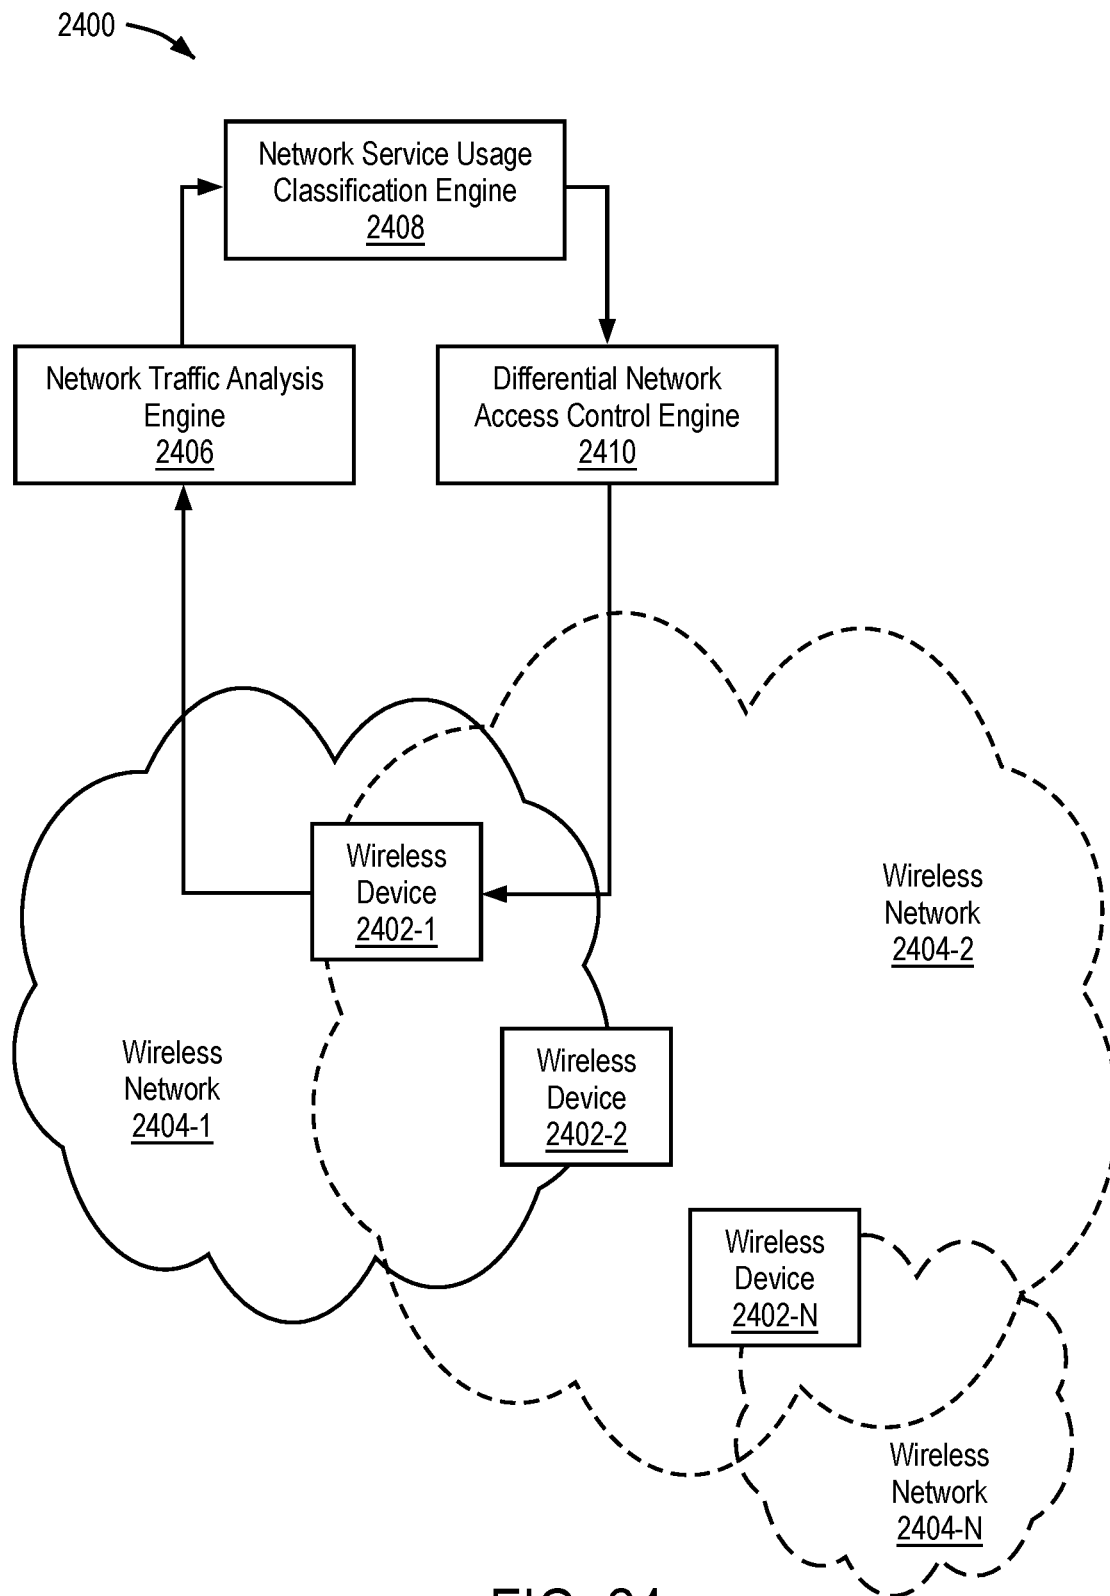 2400
Network Service Usage
Classification Engine
2408
Network Traffic Analysis
Engine
2406
Differential Network
Access Control Engine
2410
Wireless
Device
2402-1
Wireless
Network
2404-2
Wireless
Network
2404-1
Wireless
Device
2402-2
Wireless
Device
2402-N
Wireless
Network
2404-N